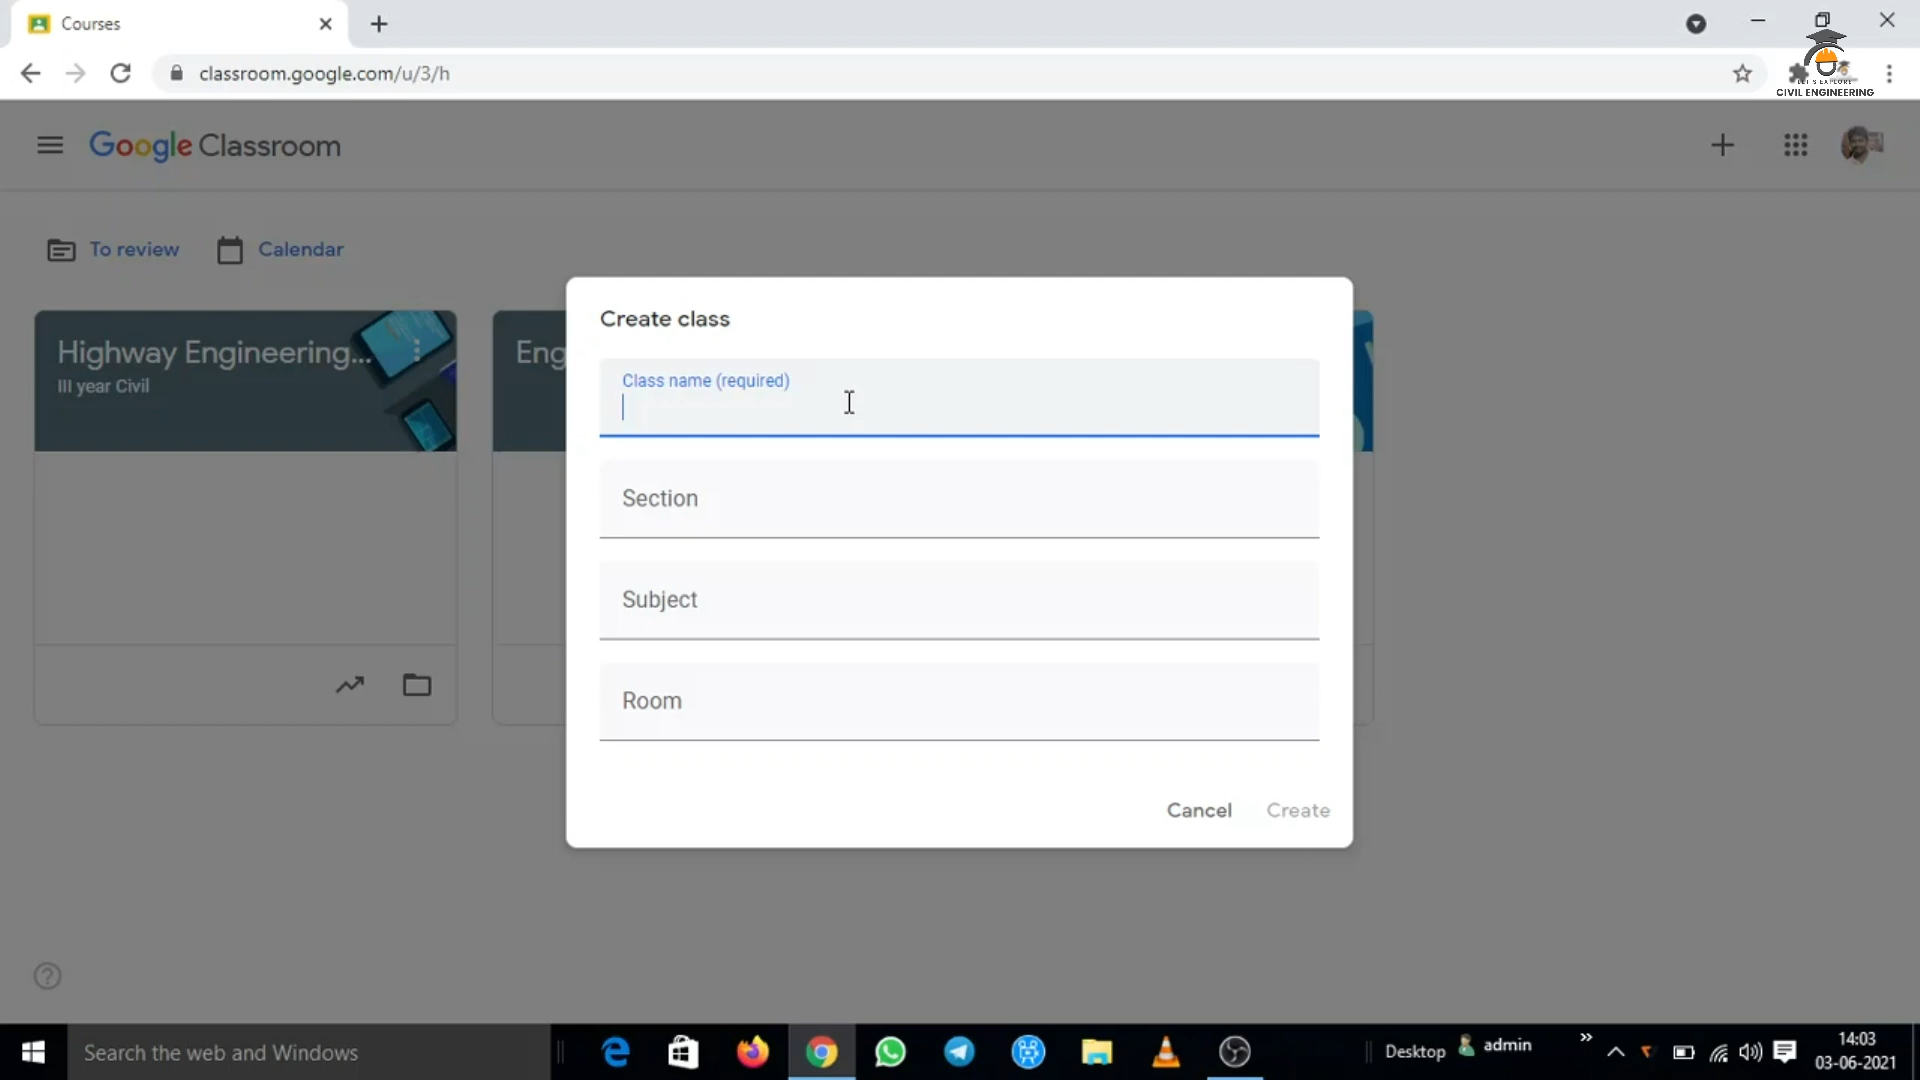 Courses
classroom.google.com/u/3/h
LET'S EXPLORE
CIVIL ENGINEERING
Google Classroom
To review
Calendar
Highway Engineering...
III year Civil
Eng
Create class
Class name (required)
Section
Subject
Room
Cancel
Create
Search the web and Windows
Desktop
admin
14:03
03-06-2021